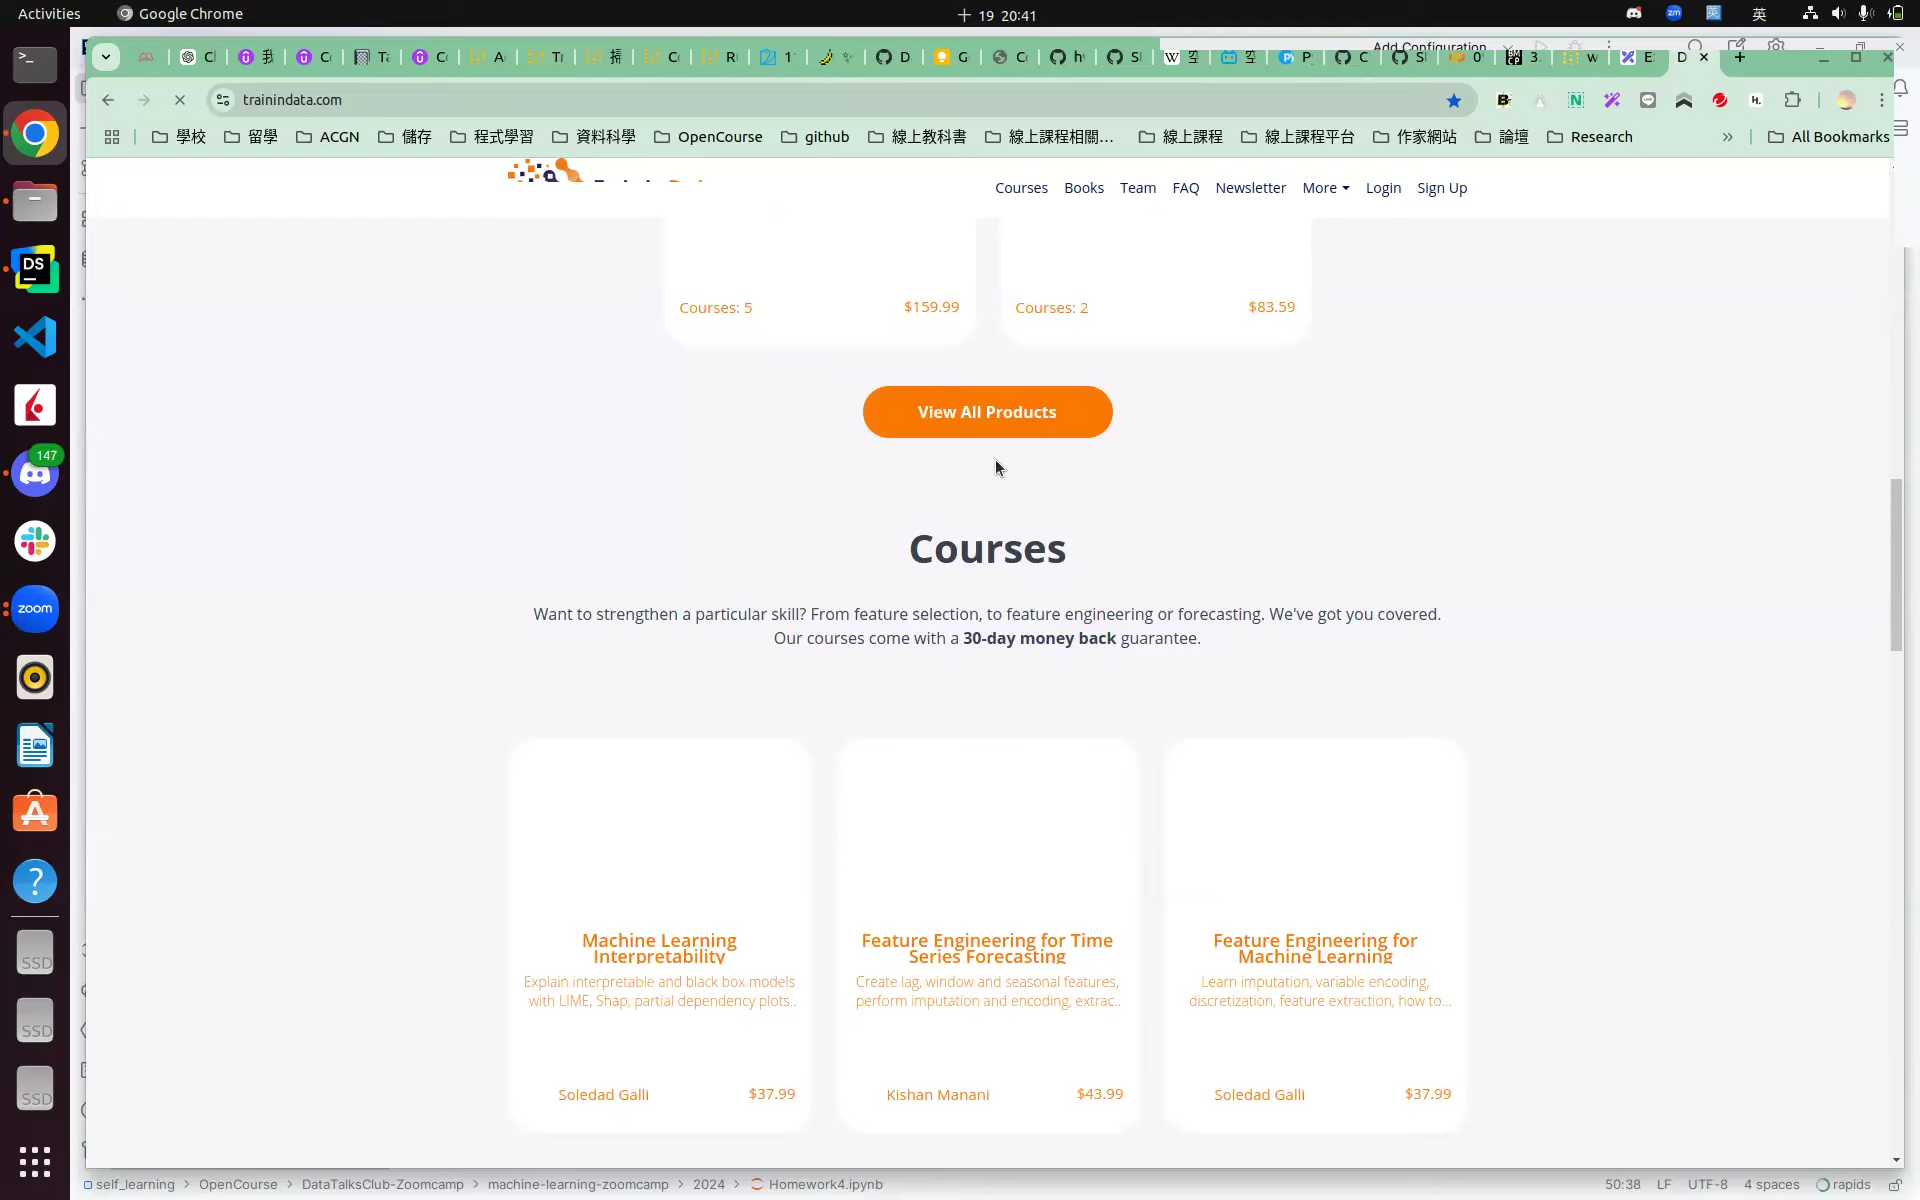 Activities
Google Chrome
19 20:41
英
Add Configuration
trainindata.com
學校
留學
ACGN
儲存
程式學習
資料科學
OpenCourse
github
線上教科書
線上課程相關...
線上課程
線上課程平台
作家網站
論壇
Research
»
All Bookmarks
Courses
Books
Team
FAQ
Newsletter
More
Login
Sign Up
Courses: 5
$159.99
Courses: 2
$83.59
View All Products
Courses
Want to strengthen a particular skill? From feature selection, to feature engineering or forecasting. We've got you covered.
Our courses come with a 30-day money back guarantee.
Machine Learning
Interpretability
Explain interpretable and black box models
with LIME, Shap, partial dependency plots..
Soledad Galli
$37.99
Feature Engineering for Time
Series Forecasting
Create lag, window and seasonal features,
perform imputation and encoding, extrac..
Kishan Manani
$43.99
Feature Engineering for
Machine Learning
Learn imputation, variable encoding,
discretization, feature extraction, how to...
Soledad Galli
$37.99
DS
147
zoom
SSD
SSD
SSD
self_learning > OpenCourse > DataTalksClub-Zoomcamp > machine-learning-zoomcamp > 2024 > Homework4.ipynb
50:38
LF
UTF-8
4 spaces
rapids